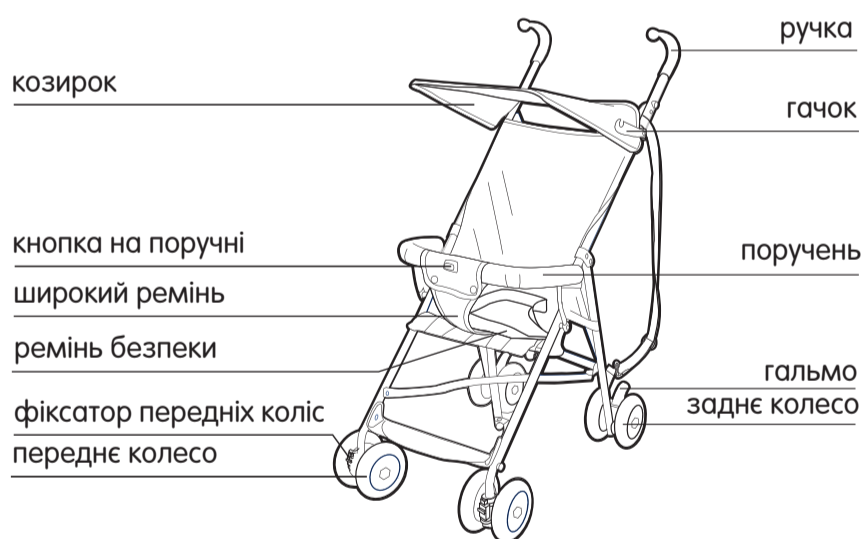 козирок
кнопка на поручні
широкий ремінь
ремінь безпеки
фіксатор передніх коліс
переднє колесо
ручка
гачок
поручень
гальмо
заднє колесо